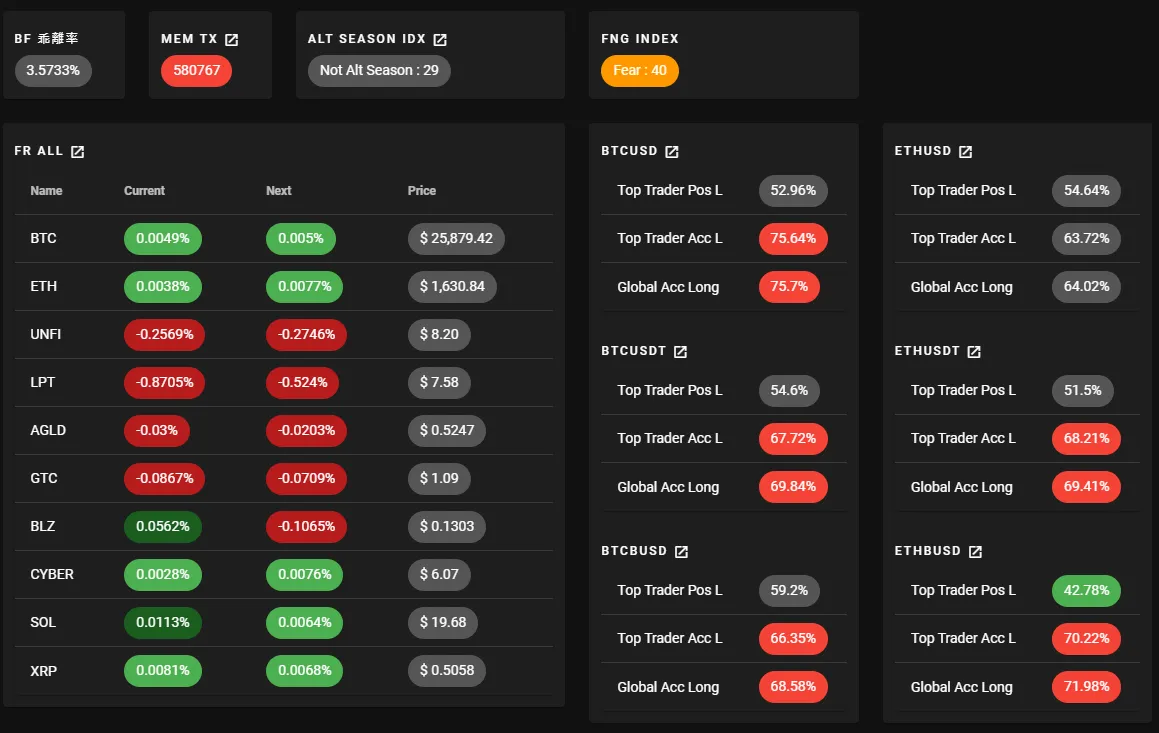 BF 乖離率
3.5733%
MEM TX
580767
ALT SEASON IDX
Not Alt Season : 29
FNG INDEX
Fear : 40
FR ALL
Name Current Next Price
BTC 0.0049% 0.005% $ 25,879.42
ETH 0.0038% 0.0077% $ 1,630.84
UNFI -0.2569% -0.2746% $ 8.20
LPT -0.8705% -0.524% $ 7.58
AGLD -0.03% -0.0203% $ 0.5247
GTC -0.0867% -0.0709% $ 1.09
BLZ 0.0562% -0.1065% $ 0.1303
CYBER 0.0028% 0.0076% $ 6.07
SOL 0.0113% 0.0064% $ 19.68
XRP 0.0081% 0.0068% $ 0.5058
BTCUSD
Top Trader Pos L 52.96%
Top Trader Acc L 75.64%
Global Acc Long 75.7%
BTCUSDT
Top Trader Pos L 54.6%
Top Trader Acc L 67.72%
Global Acc Long 69.84%
BTCBUSD
Top Trader Pos L 59.2%
Top Trader Acc L 66.35%
Global Acc Long 68.58%
ETHUSD
Top Trader Pos L 54.64%
Top Trader Acc L 63.72%
Global Acc Long 64.02%
ETHUSDT
Top Trader Pos L 51.5%
Top Trader Acc L 68.21%
Global Acc Long 69.41%
ETHBUSD
Top Trader Pos L 42.78%
Top Trader Acc L 70.22%
Global Acc Long 71.98%